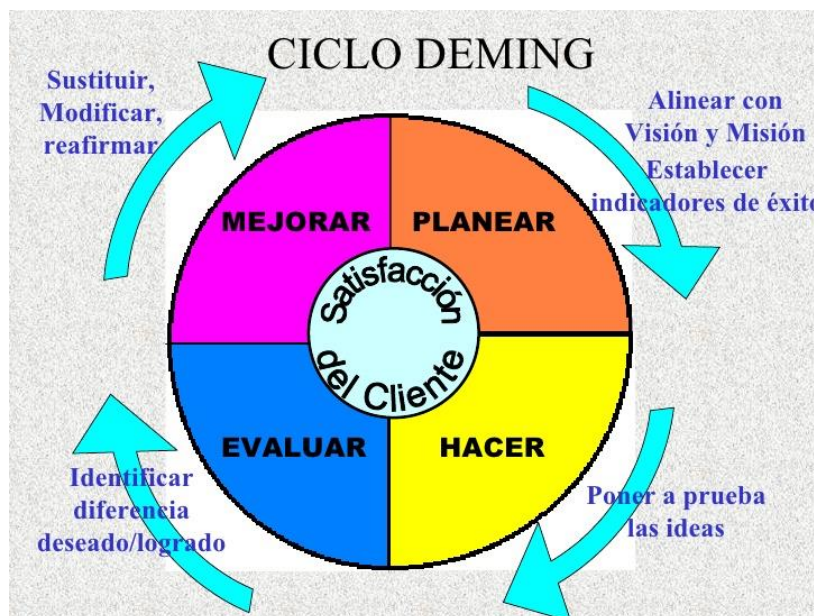 CICLO DEMING
Sustituir,
Modificar,
reafirmar
Alinear con
Visión y Misión
Establecer
indicadores de éxito
MEJORAR
PLANEAR
Satisfacción
del Cliente
EVALUAR
HACER
Identificar
diferencia
deseado/logrado
Poner a prueba
las ideas